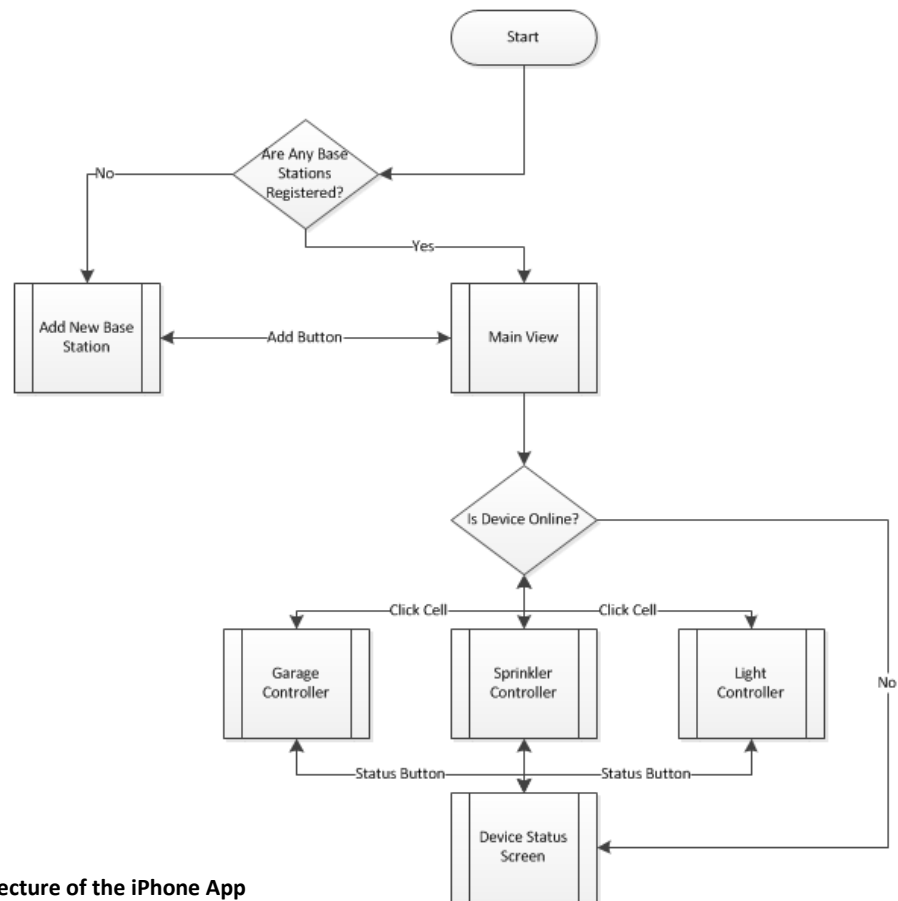 Start
Are Any Base
Stations
Registered?
No
Yes
Add New Base
Station
Add Button
Main View
Is Device Online?
Click Cell
Click Cell
Garage
Controller
Sprinkler
Controller
Light
Controller
No
Status Button
Status Button
Device Status
Screen
ecture of the iPhone App